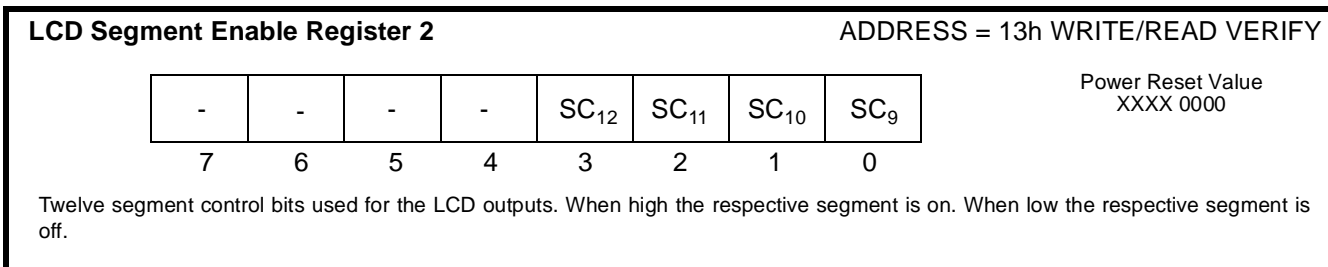 LCD Segment Enable Register 2 ADDRESS = 13h WRITE/READ VERIFY
Power Reset Value
XXXX 0000
- - - - SC12 SC11 SC10 SC9
7 6 5 4 3 2 1 0
Twelve segment control bits used for the LCD outputs. When high the respective segment is on. When low the respective segment is
off.